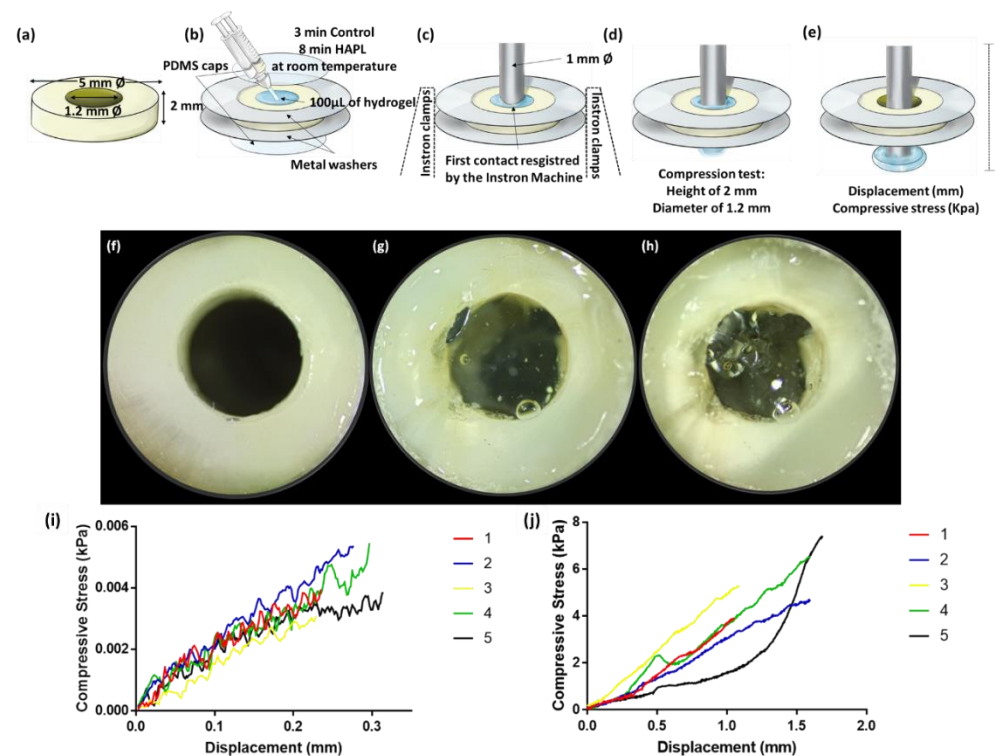 (a)
5 mm Ø
1.2 mm Ø
2 mm
(b)
3 min Control
8 min HAPL
at room temperature
PDMS caps
100µL of hydrogel
Metal washers
(c)
1 mm Ø
Instron clamps
Instron clamps
First contact resgistred
by the Instron Machine
(d)
Compression test:
Height of 2 mm
Diameter of 1.2 mm
(e)
Displacement (mm)
Compressive stress (Kpa)
(f)
(g)
(h)
(i)
Compressive Stress (kPa)
0.006
0.004
0.002
0.000
0.0
0.1
0.2
0.3
Displacement (mm)
1
2
3
4
5
(j)
Compressive Stress (kPa)
8
6
4
2
0
0.0
0.5
1.0
1.5
2.0
Displacement (mm)
1
2
3
4
5